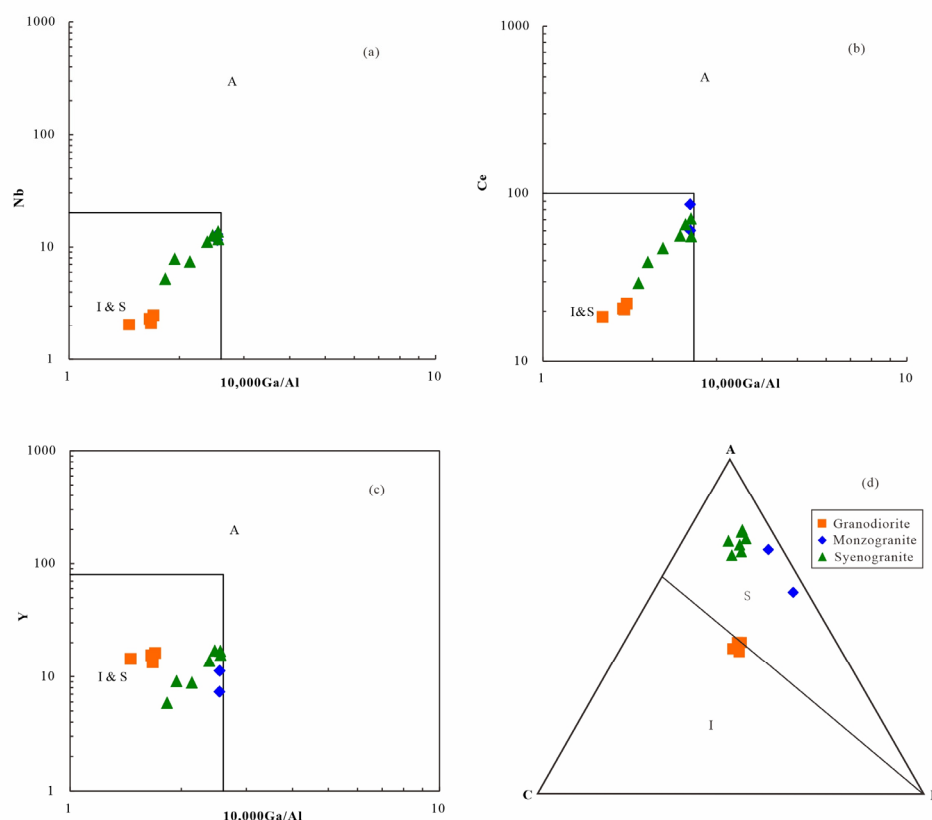 1000
(a)
A
100
Nb
10
I & S
1
1
10,000Ga/Al
10
1000
(b)
A
Ce
100
I&S
10
1
10,000Ga/Al
10
1000
(c)
A
100
Y
10
I & S
1
1
10,000Ga/Al
10
A
(d)
Granodiorite
Monzogranite
Syenogranite
S
I
C